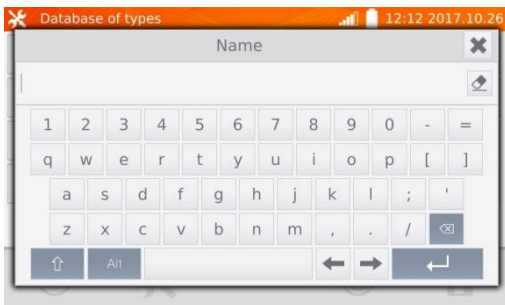 Database of types 12:12 2017.10.26
Name
1 2 3 4 5 6 7 8 9 0 - =
q w e r t y u i o p [ ]
a s d f g h j k l ; '
z x c v b n m , . /
Alt